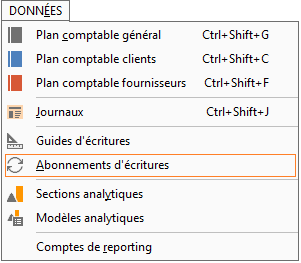 DONNÉES
Plan comptable général Ctrl+Shift+G
Plan comptable clients Ctrl+Shift+C
Plan comptable fournisseurs Ctrl+Shift+F
Journaux Ctrl+Shift+J
Guides d'écritures
Abonnements d'écritures
Sections analytiques
Modèles analytiques
Comptes de reporting